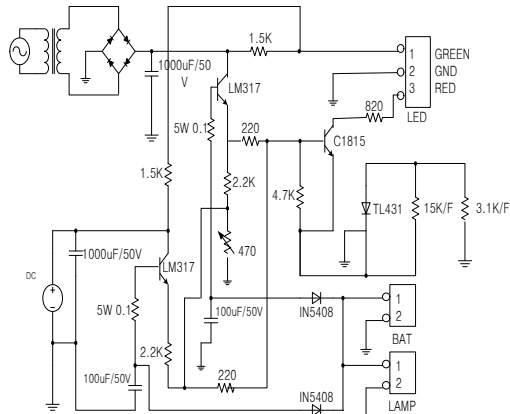 1.5K
1 GREEN
2 GND
3 RED
LED
1000uF/50
V
LM317
820
5W 0.1
220
C1815
1.5K
2.2K
4.7K
TL431
15K/F
3.1K/F
470
1000uF/50V
LM317
DC
5W 0.1
100uF/50V
IN5408
1
2
BAT
2.2K
100uF/50V
220
IN5408
1
2
LAMP